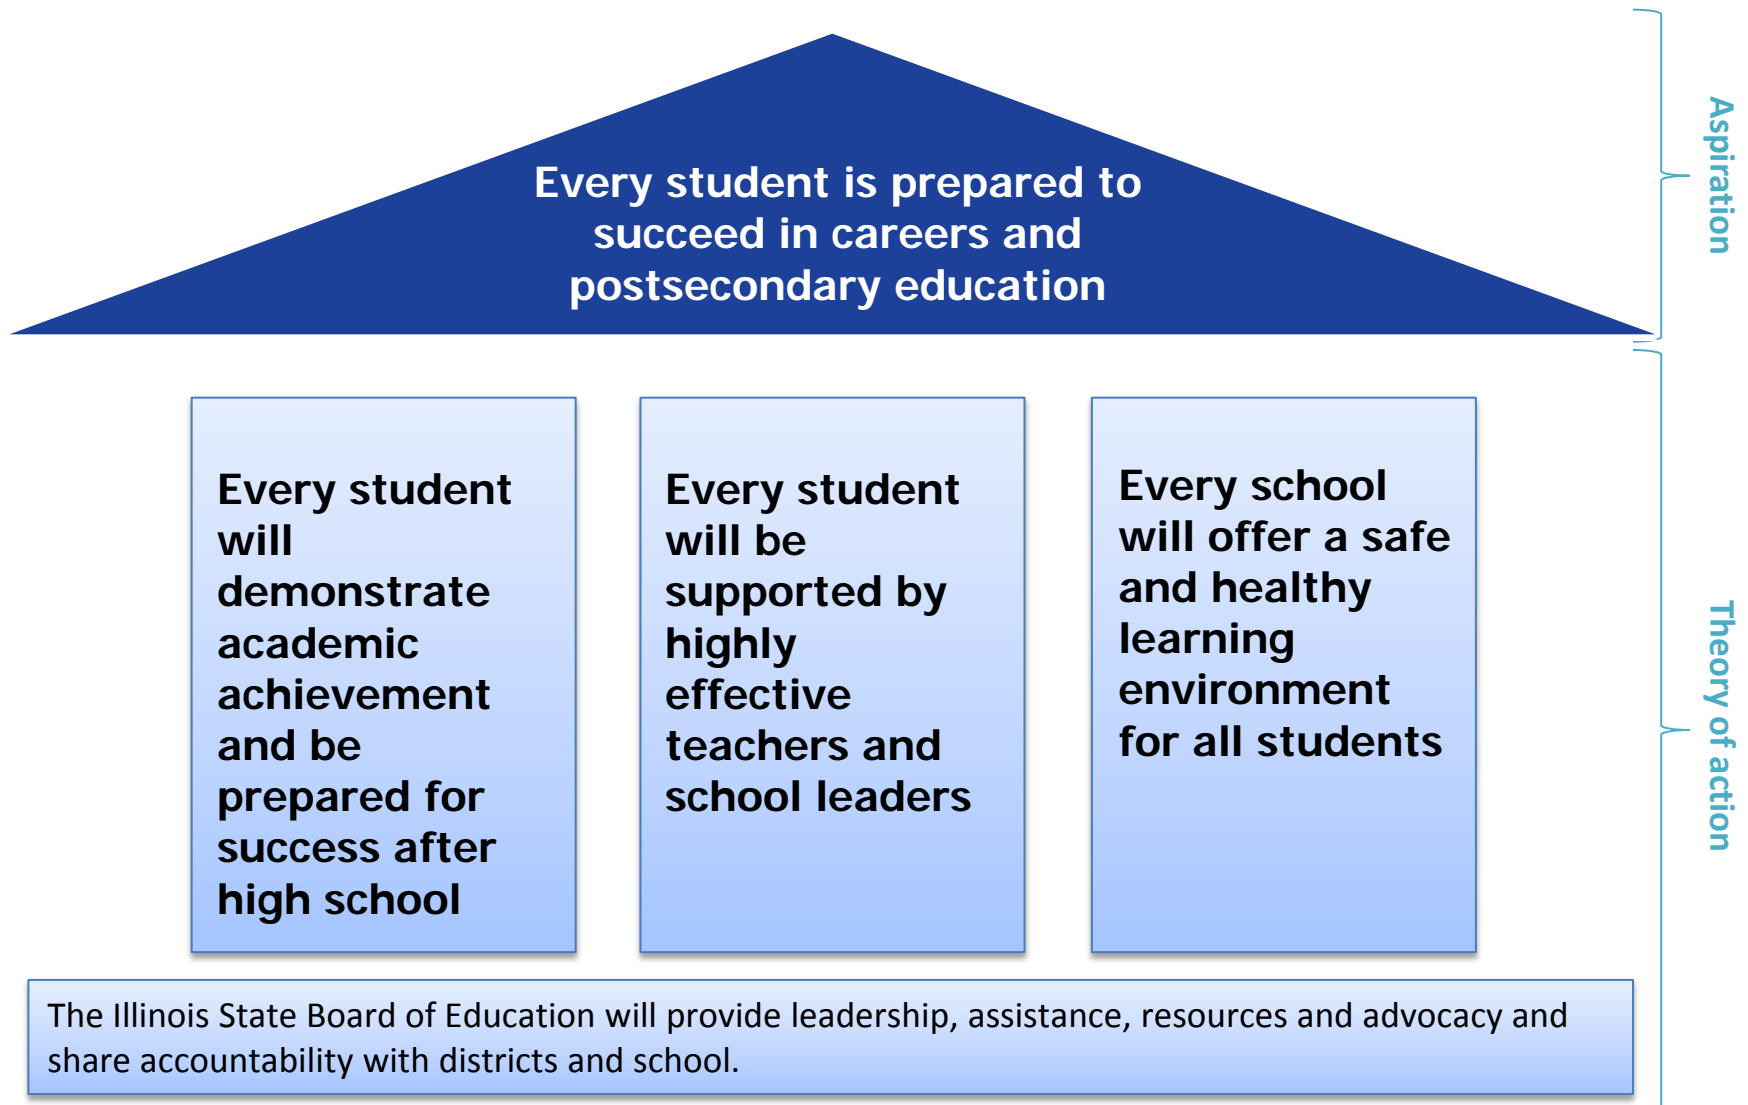 Every student is prepared to
succeed in careers and
postsecondary education
Aspiration
Every student
will
demonstrate
academic
achievement
and be
prepared for
success after
high school
Every student
will be
supported by
highly
effective
teachers and
school leaders
Every school
will offer a safe
and healthy
learning
environment
for all students
Theory of action
The Illinois State Board of Education will provide leadership, assistance, resources and advocacy and
share accountability with districts and school.